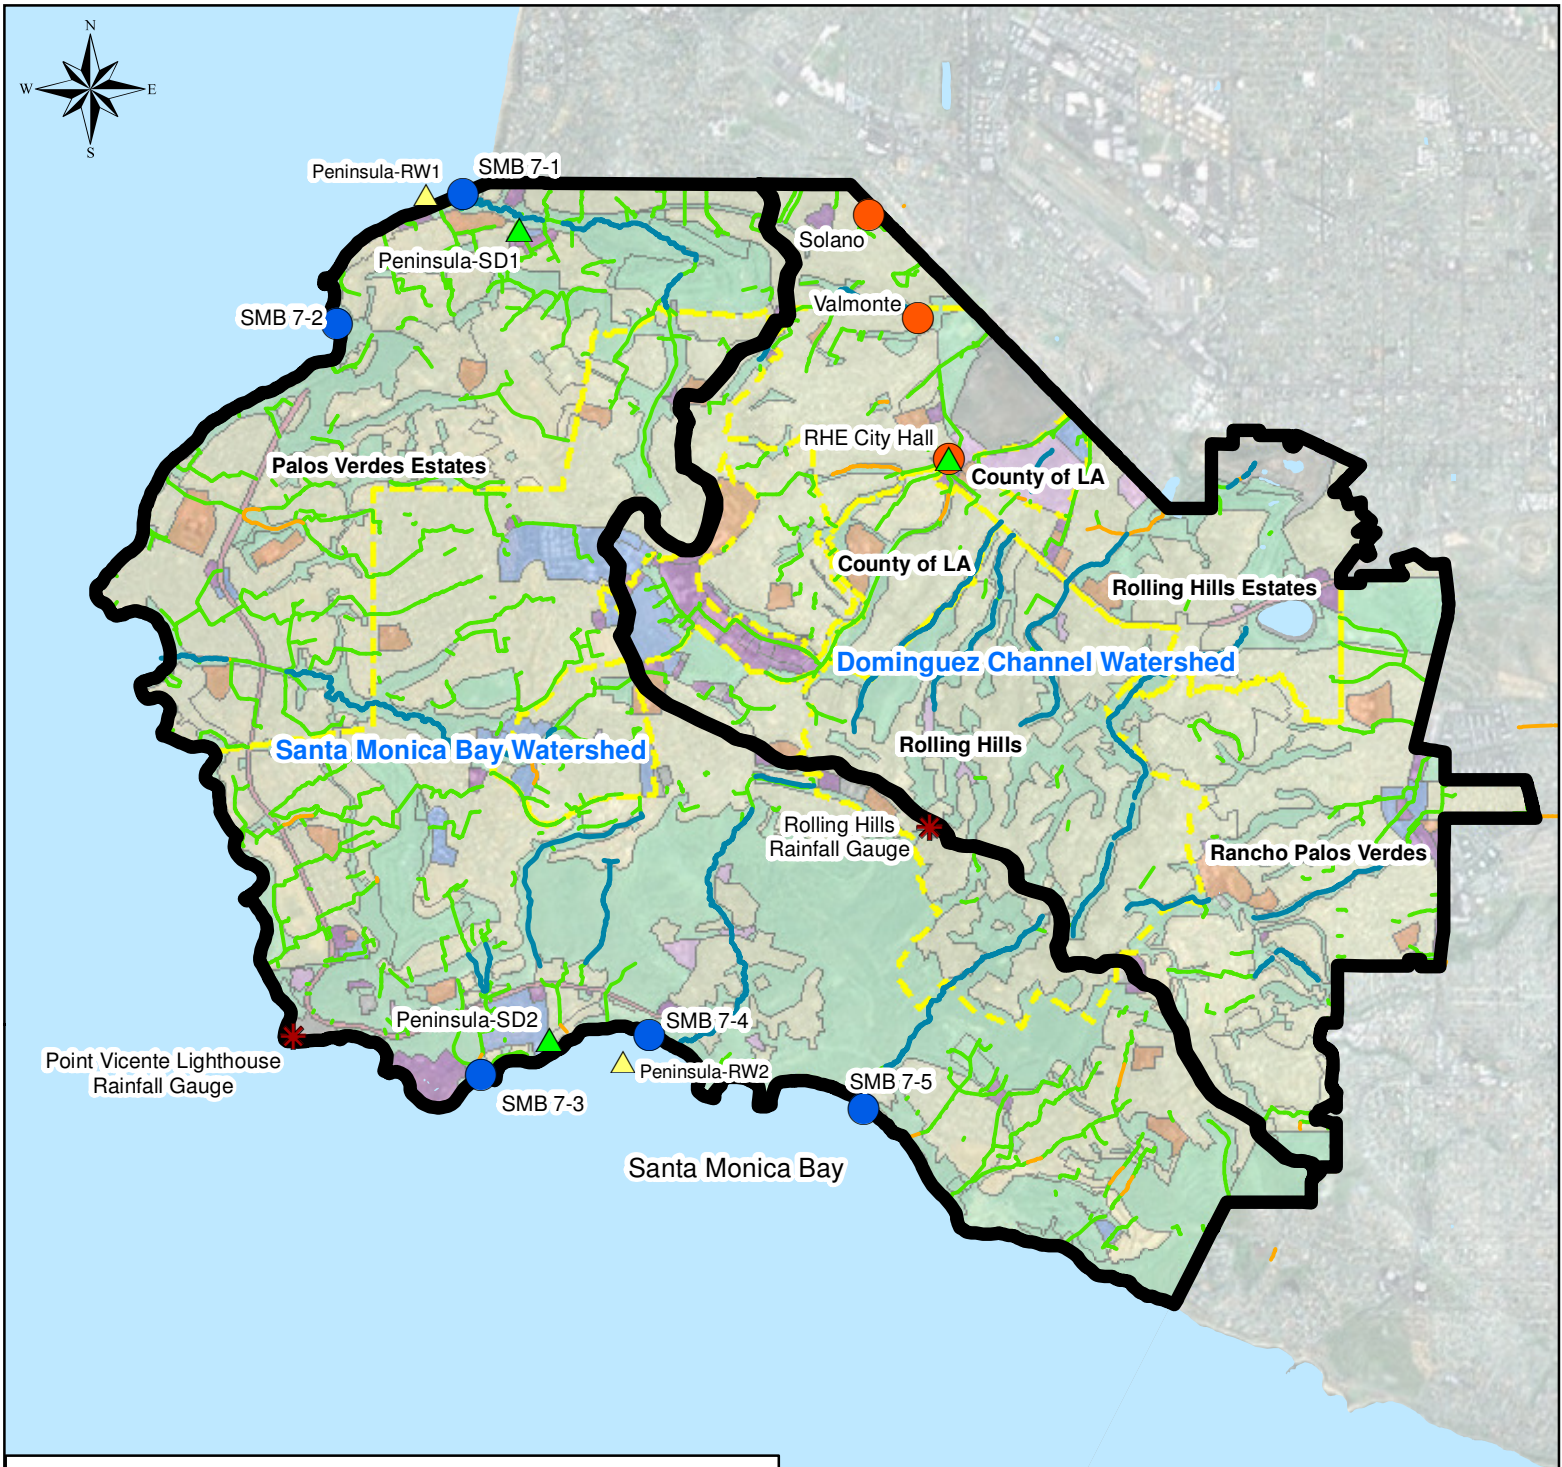 N
W
E
S
Peninsula-RW1
SMB 7-1
Solano
Peninsula-SD1
Valmonte
SMB 7-2
RHE City Hall
Palos Verdes Estates
County of LA
County of LA
Rolling Hills Estates
Dominguez Channel Watershed
Rolling Hills
Santa Monica Bay Watershed
Rolling Hills
Rainfall Gauge
Rancho Palos Verdes
Peninsula-SD2
SMB 7-4
Point Vicente Lighthouse
Rainfall Gauge
Peninsula-RW2
SMB 7-5
SMB 7-3
Santa Monica Bay